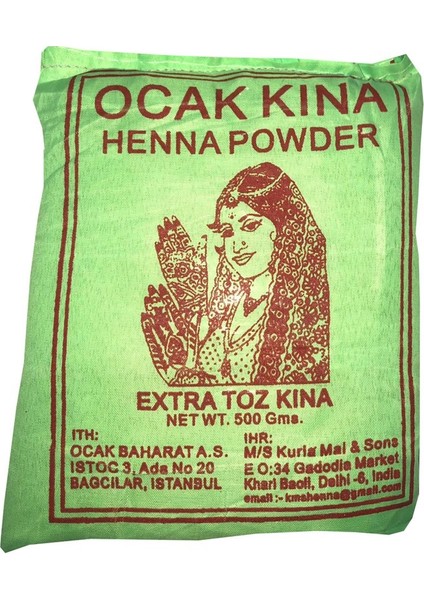 OCAK KINA
HENNA POWDER
EXTRA TOZ KINA
NET WT. 500 Gms.
ITH:
OCAK BAHARAT A.S.
ISTOC 3, Ada No 20
BAGCILAR, ISTANBUL
IHR:
M/S Kuria Mal & Sons
E O:34 Gadodia Market
Khari Baoli, Delhi -6, India
email :- kmshenna@gmail.com